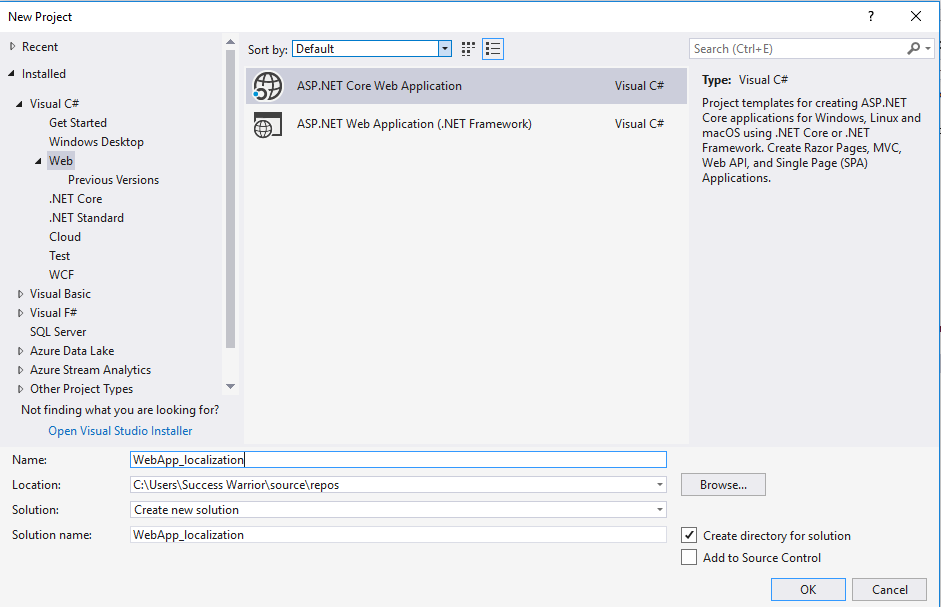 New Project
?
Recent
Installed
Visual C#
Get Started
Windows Desktop
Web
Previous Versions
.NET Core
.NET Standard
Cloud
Test
WCF
Visual Basic
Visual F#
SQL Server
Azure Data Lake
Azure Stream Analytics
Other Project Types
Not finding what you are looking for?
Open Visual Studio Installer
Sort by: Default
ASP.NET Core Web Application Visual C#
ASP.NET Web Application (.NET Framework) Visual C#
Search (Ctrl+E)
Type: Visual C#
Project templates for creating ASP.NET
Core applications for Windows, Linux and
macOS using .NET Core or .NET
Framework. Create Razor Pages, MVC,
Web API, and Single Page (SPA)
Applications.
Name: WebApp_localization
Location: C:\Users\Success Warrior\source\repos Browse...
Solution: Create new solution
Solution name: WebApp_localization
Create directory for solution
Add to Source Control
OK Cancel